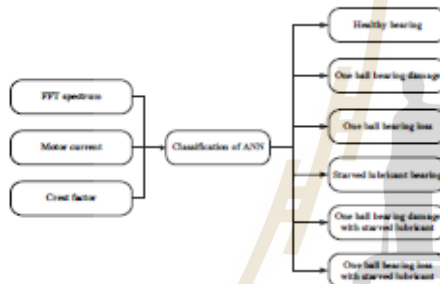 FFT spectrum
Motor current
Crest factor
Classification of ANN
Healthy bearing
One ball bearing damage
One ball bearing loss
Starved lubricant bearing
One ball bearing damage
with starved lubricant
One ball bearing loss
with starved lubricant